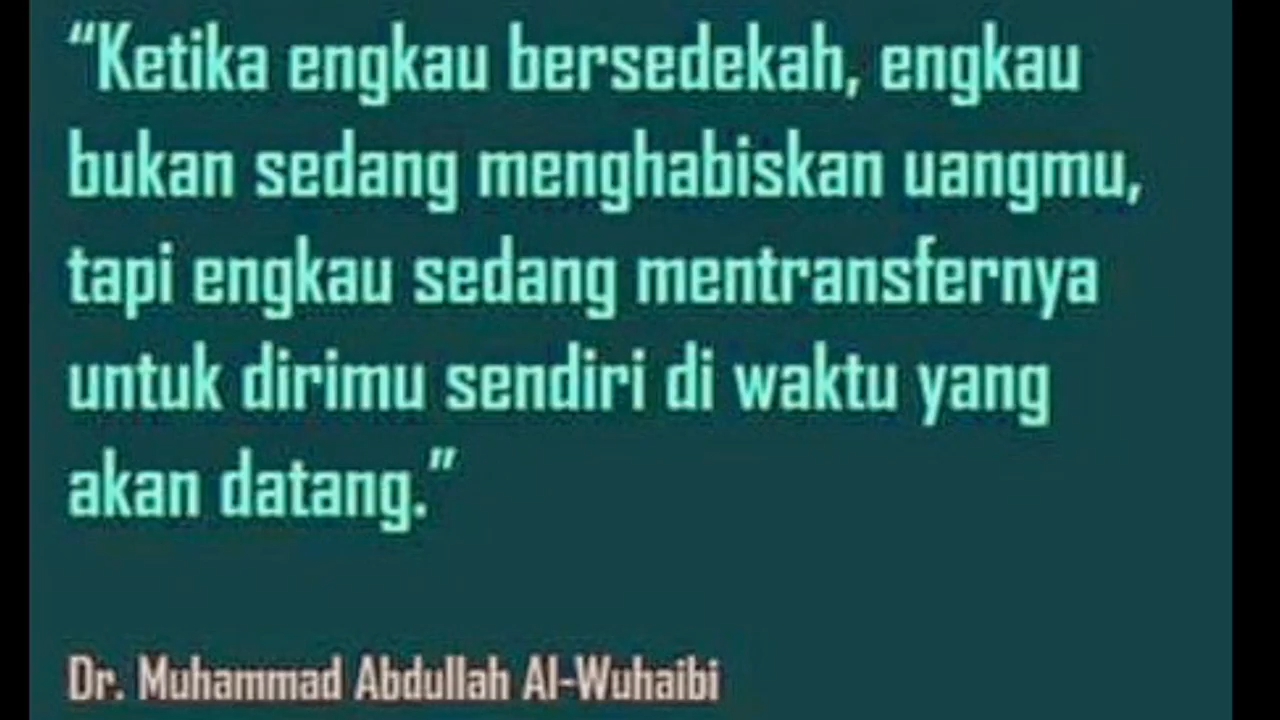 “Ketika engkau bersedekah, engkau
bukan sedang menghabiskan uangmu,
tapi engkau sedang mentransfernya
untuk dirimu sendiri di waktu yang
akan datang.”
Dr. Muhammad Abdullah Al-Wuhaibi